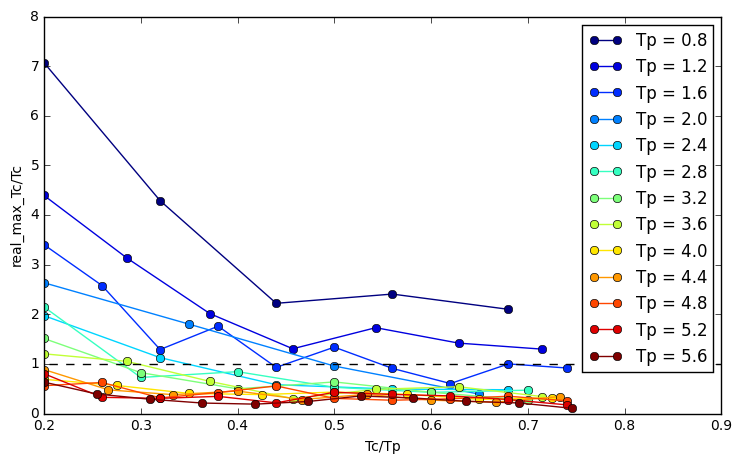 8
7
6
5
4
3
2
1
0
real_max_Tc/Tc
0.2 0.3 0.4 0.5 0.6 0.7 0.8 0.9
Tc/Tp
Tp = 0.8
Tp = 1.2
Tp = 1.6
Tp = 2.0
Tp = 2.4
Tp = 2.8
Tp = 3.2
Tp = 3.6
Tp = 4.0
Tp = 4.4
Tp = 4.8
Tp = 5.2
Tp = 5.6